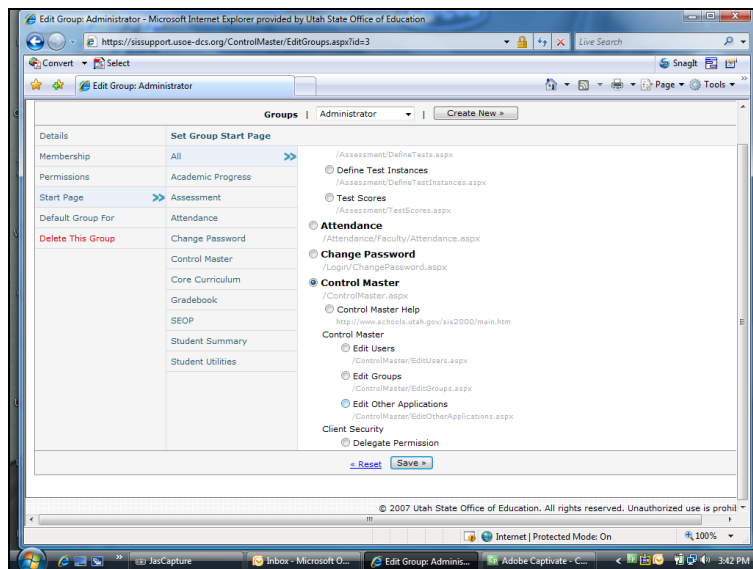 Edit Group: Administrator - Microsoft Internet Explorer provided by Utah State Office of Education
https://sissupport.usoe-dcs.org/ControlMaster/EditGroups.aspx?id=3
Live Search
Convert
Select
SnagIt
Edit Group: Administrator
Page
Tools
Groups | Administrator | Create New »
Details
Membership
Permissions
Start Page »
Default Group For
Delete This Group
Set Group Start Page
All »
Academic Progress
Assessment
Attendance
Change Password
Control Master
Core Curriculum
Gradebook
SEOP
Student Summary
Student Utilities
/Assessment/DefineTests.aspx
Define Test Instances
/Assessment/DefineTestInstances.aspx
Test Scores
/Assessment/TestScores.aspx
Attendance
/Attendance/Faculty/Attendance.aspx
Change Password
/Login/ChangePassword.aspx
Control Master
/ControlMaster.aspx
Control Master Help
http://www.schools.utah.gov/sis2000/main.htm
Control Master
Edit Users
/ControlMaster/EditUsers.aspx
Edit Groups
/ControlMaster/EditGroups.aspx
Edit Other Applications
/ControlMaster/EditOtherApplications.aspx
Client Security
Delegate Permission
« Reset Save »
© 2007 Utah State Office of Education. All rights reserved. Unauthorized use is prohit
Internet | Protected Mode: On
100%
JasCapture
Inbox - Microsoft O...
Edit Group: Adminis...
Adobe Captivate - C...
3:42 PM